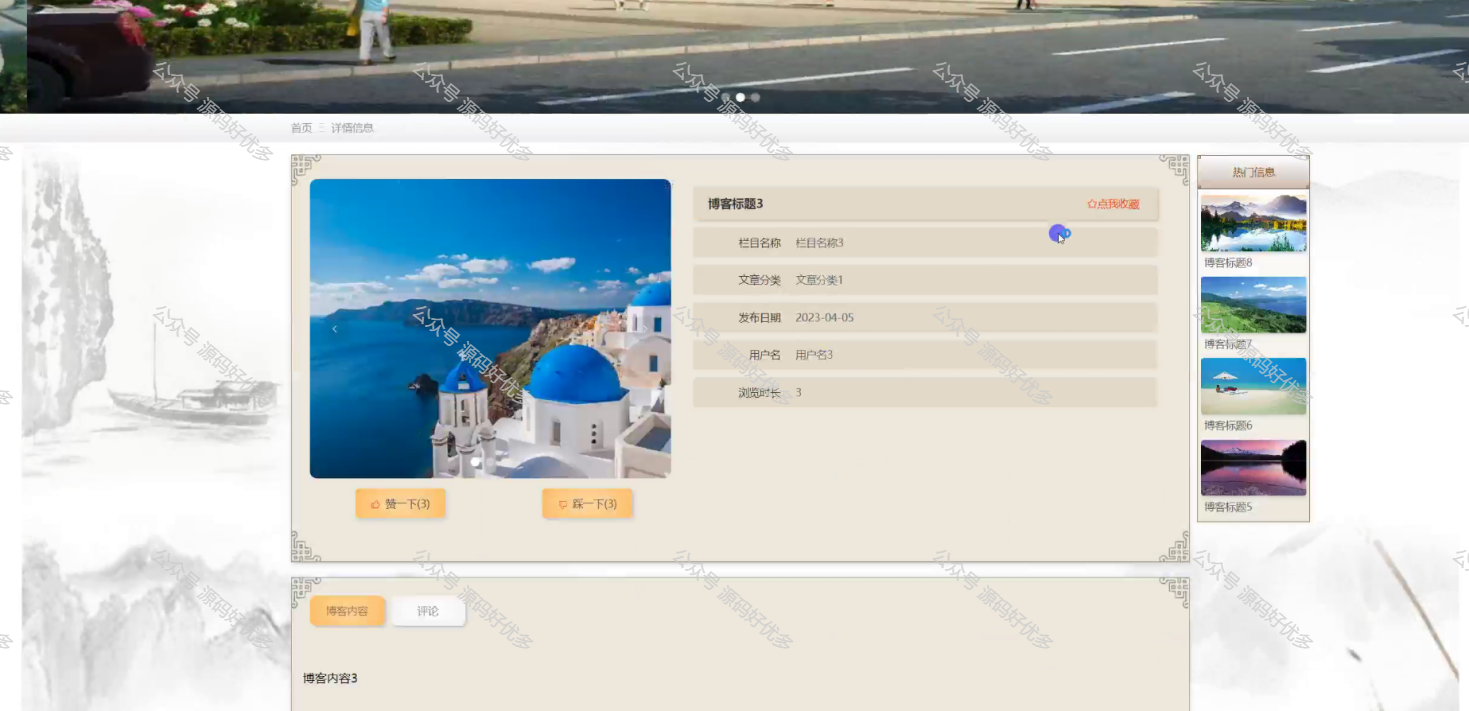 首页 详情信息
博客标题3
☆点我收藏
栏目名称 栏目名称3
文章分类 文章分类1
发布日期 2023-04-05
用户名 用户名3
浏览时长 3
赞一下(3)
踩一下(3)
热门信息
博客标题8
博客标题7
博客标题6
博客标题5
博客内容
评论
博客内容3
公众号 源码好优多